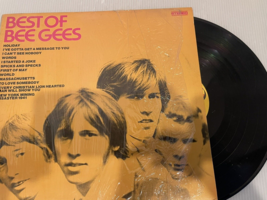 BEST OF
BEE GEES
HOLIDAY
I'VE GOTTA GET A MESSAGE TO YOU
I CAN'T SEE NOBODY
WORDS
I STARTED A JOKE
SPICKS AND SPECKS
FIRST OF MAY
WORLD
MASSACHUSETTS
TO LOVE SOMEBODY
EVERY CHRISTIAN LION HEARTED
MAN WILL SHOW YOU
NEW YORK MINING
DISASTER 1941